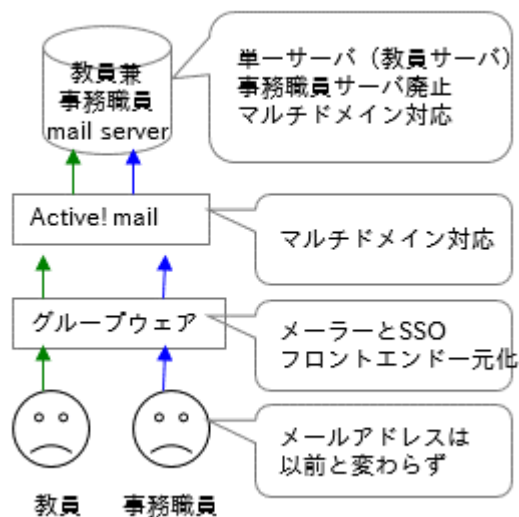 教員兼
事務職員
mail server
単一サーバ（教員サーバ）
事務職員サーバ廃止
マルチドメイン対応
Active! mail
マルチドメイン対応
グループウェア
メーラーとSSO
フロントエンド一元化
メールアドレスは
以前と変わらず
教員
事務職員